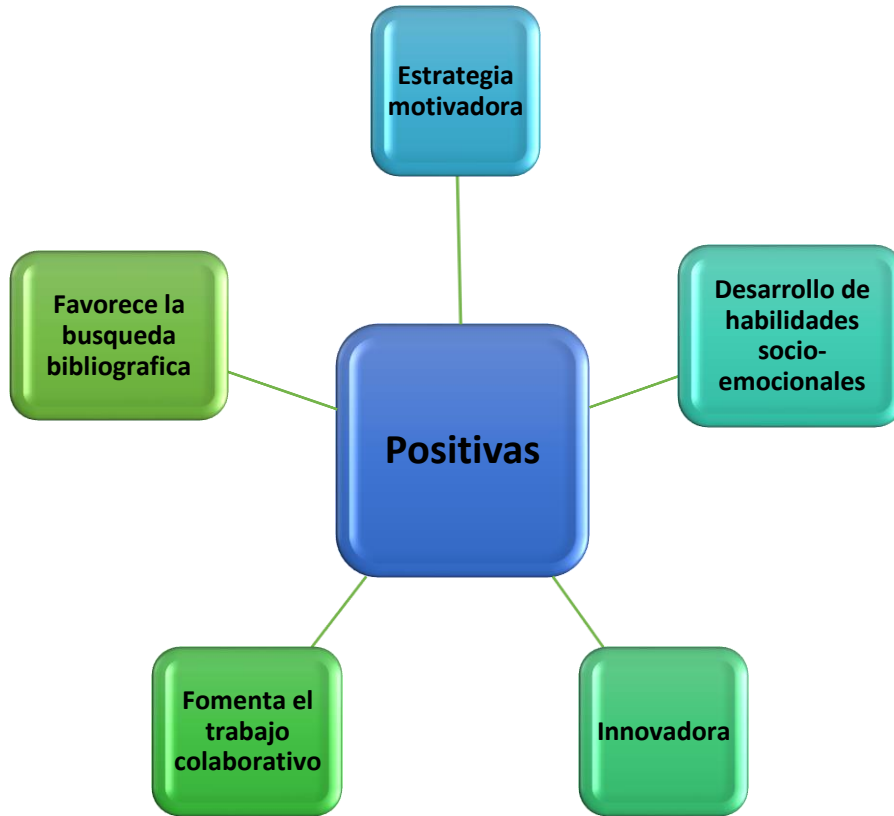 Estrategia
motivadora
Favorece la
busqueda
bibliografica
Desarrollo de
habilidades
socio-
emocionales
Positivas
Fomenta el
trabajo
colaborativo
Innovadora